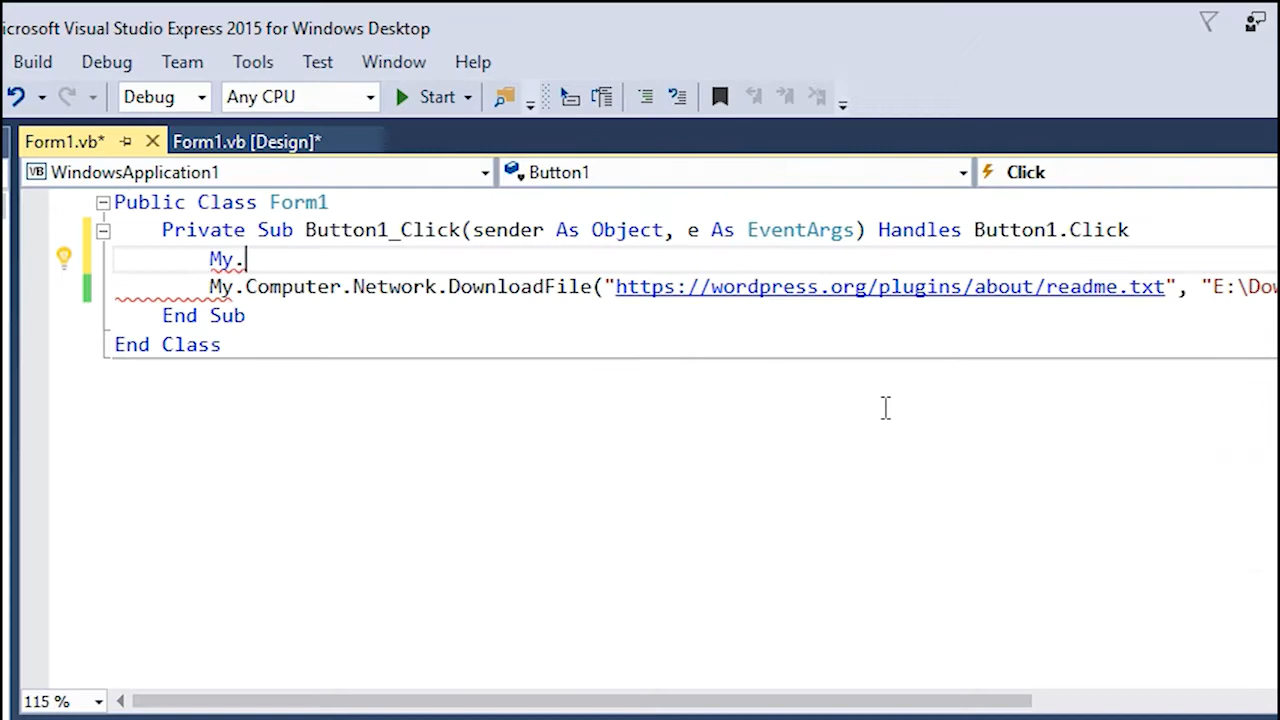 icrosoft Visual Studio Express 2015 for Windows Desktop
Build Debug Team Tools Test Window Help
Debug Any CPU Start
Form1.vb* Form1.vb [Design]*
VB WindowsApplication1 Button1 Click
Public Class Form1
Private Sub Button1_Click(sender As Object, e As EventArgs) Handles Button1.Click
My.
My.Computer.Network.DownloadFile("https://wordpress.org/plugins/about/readme.txt", "E:\Dow
End Sub
End Class
115 %